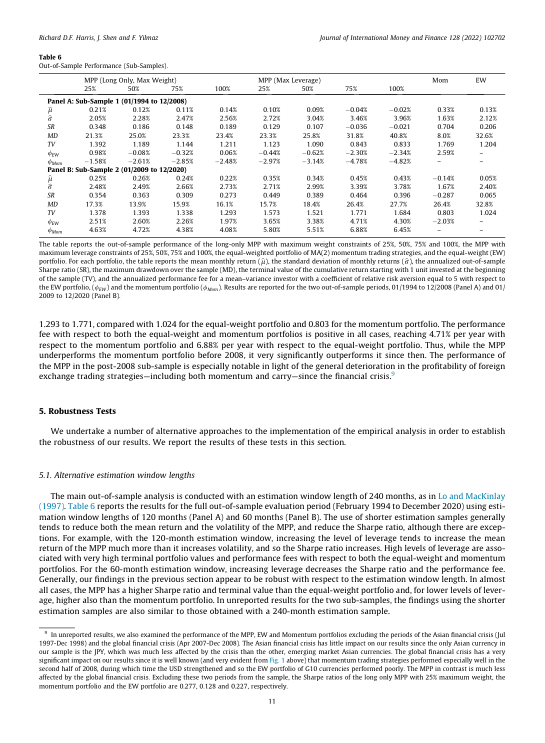 Richard D.F. Harris, J. Shen and F. Yilmaz Journal of International Money and Finance 128 (2022) 102702
Table 6
Out-of-Sample Performance (Sub-Samples).
MPP (Long Only, Max Weight) MPP (Max Leverage) Mom EW
25% 50% 75% 100% 25% 50% 75% 100%
Panel A: Sub-Sample 1 (01/1994 to 12/2008)
μ̂ 0.21% 0.12% 0.11% 0.14% 0.10% 0.09% −0.04% −0.02% 0.33% 0.13%
σ̂ 2.05% 2.28% 2.47% 2.56% 2.72% 3.04% 3.46% 3.96% 1.63% 2.12%
SR 0.348 0.186 0.148 0.189 0.129 0.107 −0.036 −0.021 0.704 0.206
MD 21.3% 25.0% 23.3% 23.4% 23.3% 25.8% 31.8% 40.8% 8.0% 32.6%
TV 1.392 1.189 1.144 1.211 1.123 1.090 0.843 0.833 1.769 1.204
ϕEW 0.98% −0.08% −0.32% 0.06% −0.44% −0.62% −2.30% −2.34% 2.59% –
ϕMom −1.58% −2.61% −2.85% −2.48% −2.97% −3.14% −4.78% −4.82% – –
Panel B: Sub-Sample 2 (01/2009 to 12/2020)
μ̂ 0.25% 0.26% 0.24% 0.22% 0.35% 0.34% 0.45% 0.43% −0.14% 0.05%
σ̂ 2.48% 2.49% 2.66% 2.73% 2.71% 2.99% 3.39% 3.78% 1.67% 2.40%
SR 0.354 0.363 0.309 0.273 0.449 0.389 0.464 0.396 −0.287 0.065
MD 17.3% 13.9% 15.9% 16.1% 15.7% 18.4% 26.4% 27.7% 26.4% 32.8%
TV 1.378 1.393 1.338 1.293 1.573 1.521 1.771 1.684 0.803 1.024
ϕEW 2.51% 2.60% 2.26% 1.97% 3.65% 3.38% 4.71% 4.30% −2.03% –
ϕMom 4.63% 4.72% 4.38% 4.08% 5.80% 5.51% 6.88% 6.45% – –
The table reports the out-of-sample performance of the long-only MPP with maximum weight constraints of 25%, 50%, 75% and 100%, the MPP with
maximum leverage constraints of 25%, 50%, 75% and 100%, the equal-weighted portfolio of MA(2) momentum trading strategies, and the equal-weight (EW)
portfolio. For each portfolio, the table reports the mean monthly return (μ̂), the standard deviation of monthly returns (σ̂), the annualized out-of-sample
Sharpe ratio (SR), the maximum drawdown over the sample (MD), the terminal value of the cumulative return starting with 1 unit invested at the beginning
of the sample (TV), and the annualized performance fee for a mean–variance investor with a coefficient of relative risk aversion equal to 5 with respect to
the EW portfolio, (ϕEW) and the momentum portfolio (ϕMom). Results are reported for the two out-of-sample periods, 01/1994 to 12/2008 (Panel A) and 01/
2009 to 12/2020 (Panel B).
1.293 to 1.771, compared with 1.024 for the equal-weight portfolio and 0.803 for the momentum portfolio. The performance
fee with respect to both the equal-weight and momentum portfolio is positive in all cases, reaching 4.71% per year with
respect to the momentum portfolio and 6.88% per year with respect to the equal-weight portfolio. Thus, while the MPP
underperforms the momentum portfolio before 2008, it very significantly outperforms it since then. The performance of
the MPP in the post-2008 sub-sample is especially notable in light of the general deterioration in the profitability of foreign
exchange trading strategies—including both momentum and carry—since the financial crisis.9
5. Robustness Tests
We undertake a number of alternative approaches to the implementation of the empirical analysis in order to establish
the robustness of our results. We report the results of these tests in this section.
5.1. Alternative estimation window lengths
The main out-of-sample analysis is conducted with an estimation window length of 240 months, as in Lo and MacKinlay
(1997). Table 6 reports the results for the full out-of-sample evaluation period (February 1994 to December 2020) using esti-
mation window lengths of 120 months (Panel A) and 60 months (Panel B). The use of shorter estimation samples generally
tends to reduce both the mean return and the volatility of the MPP, and reduce the Sharpe ratio, although there are excep-
tions. For example, with the 120-month estimation window, increasing the level of leverage tends to increase the mean
return of the MPP much more than it increases volatility, and so the Sharpe ratio increases. High levels of leverage are asso-
ciated with very high terminal portfolio values and performance fees with respect to both the equal-weight and momentum
portfolios. For the 60-month estimation window, increasing leverage decreases the Sharpe ratio and the performance fee.
Generally, our findings in the previous section appear to be robust with respect to the estimation window length. In almost
all cases, the MPP has a higher Sharpe ratio and terminal value than the equal-weight portfolio and, for lower levels of lever-
age, higher also than the momentum portfolio. In unreported results for the two sub-samples, the findings using the shorter
estimation samples are also similar to those obtained with a 240-month estimation sample.
9 In unreported results, we also examined the performance of the MPP, EW and Momentum portfolios excluding the periods of the Asian financial crisis (Jul
1997-Dec 1998) and the global financial crisis (Apr 2007-Dec 2008). The Asian financial crisis has little impact on our results since the only Asian currency in
our sample is the JPY, which was much less affected by the crisis than the other, emerging market Asian currencies. The global financial crisis has a very
significant impact on our results since it is well known (and very evident from Fig. 1 above) that momentum trading strategies performed especially well in the
second half of 2008, during which time the USD strengthened and so the EW portfolio of G10 currencies performed poorly. The MPP in contrast is much less
affected by the global financial crisis. Excluding these two periods from the sample, the Sharpe ratios of the long only MPP with 25% maximum weight, the
momentum portfolio and the EW portfolio are 0.277, 0.128 and 0.227, respectively.
11